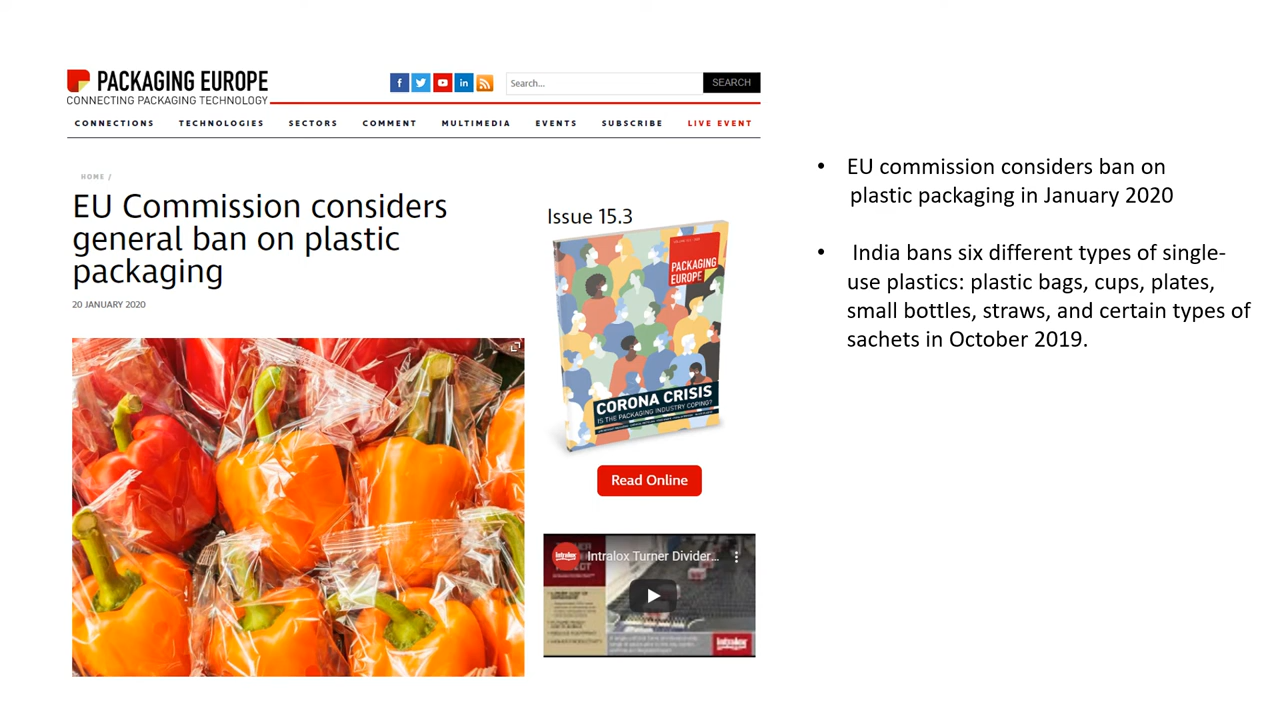 PACKAGING EUROPE
CONNECTING PACKAGING TECHNOLOGY
Search...
SEARCH
CONNECTIONS TECHNOLOGIES SECTORS COMMENT MULTIMEDIA EVENTS SUBSCRIBE LIVE EVENT
HOME /
EU Commission considers
general ban on plastic
packaging
20 JANUARY 2020
Issue 15.3
PACKAGING
EUROPE
CORONA CRISIS
IS THE PACKAGING INDUSTRY COPING?
Read Online
Intralox Turner Divider...
intralox
• EU commission considers ban on
plastic packaging in January 2020
• India bans six different types of single-
use plastics: plastic bags, cups, plates,
small bottles, straws, and certain types of
sachets in October 2019.